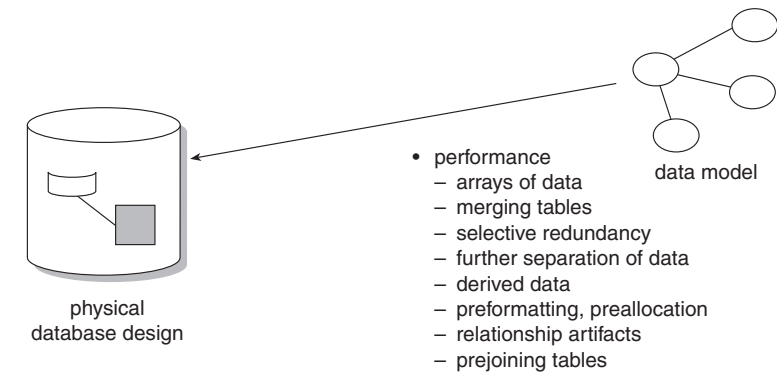 • performance
– arrays of data
– merging tables
– selective redundancy
– further separation of data
– derived data
– preformatting, preallocation
– relationship artifacts
– prejoining tables
data model
physical
database design